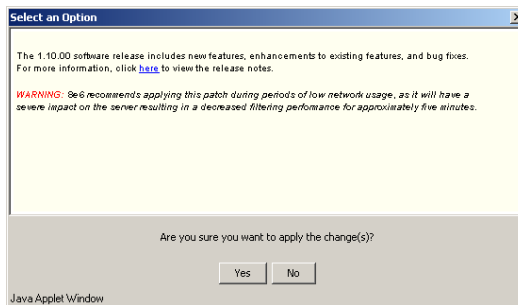 Select an Option
The 1.10.00 software release includes new features, enhancements to existing features, and bug fixes.
For more information, click here to view the release notes.
WARNING: 8e6 recommends applying this patch during periods of low network usage, as it will have a
severe impact on the server resulting in a decreased filtering performance for approximately five minutes.
Are you sure you want to apply the change(s)?
Yes No
Java Applet Window